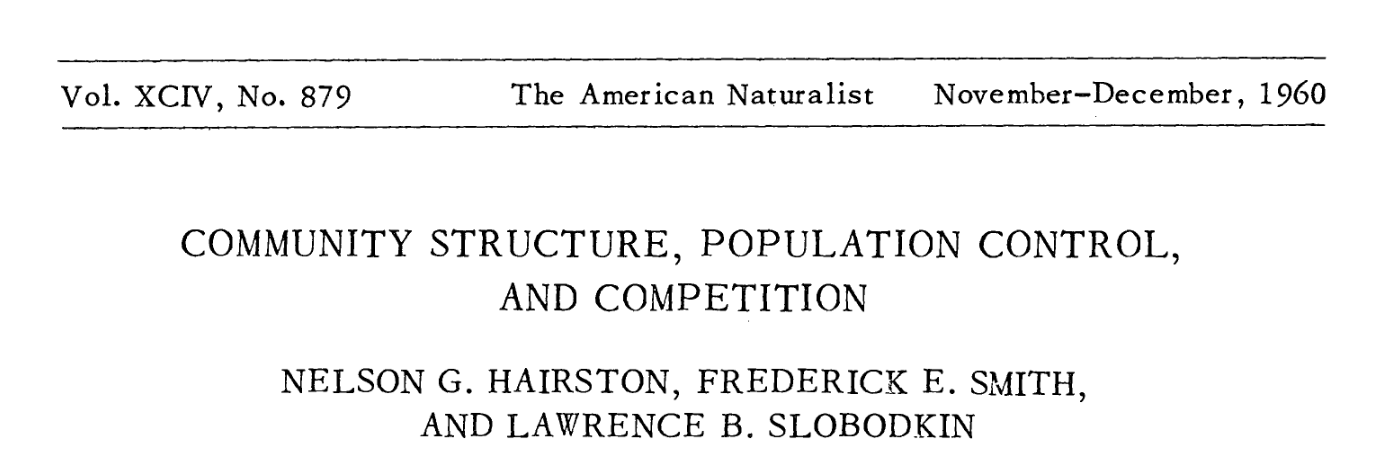 Vol. XCIV, No. 879 The American Naturalist November–December, 1960
COMMUNITY STRUCTURE, POPULATION CONTROL,
AND COMPETITION
NELSON G. HAIRSTON, FREDERICK E. SMITH,
AND LAWRENCE B. SLOBODKIN